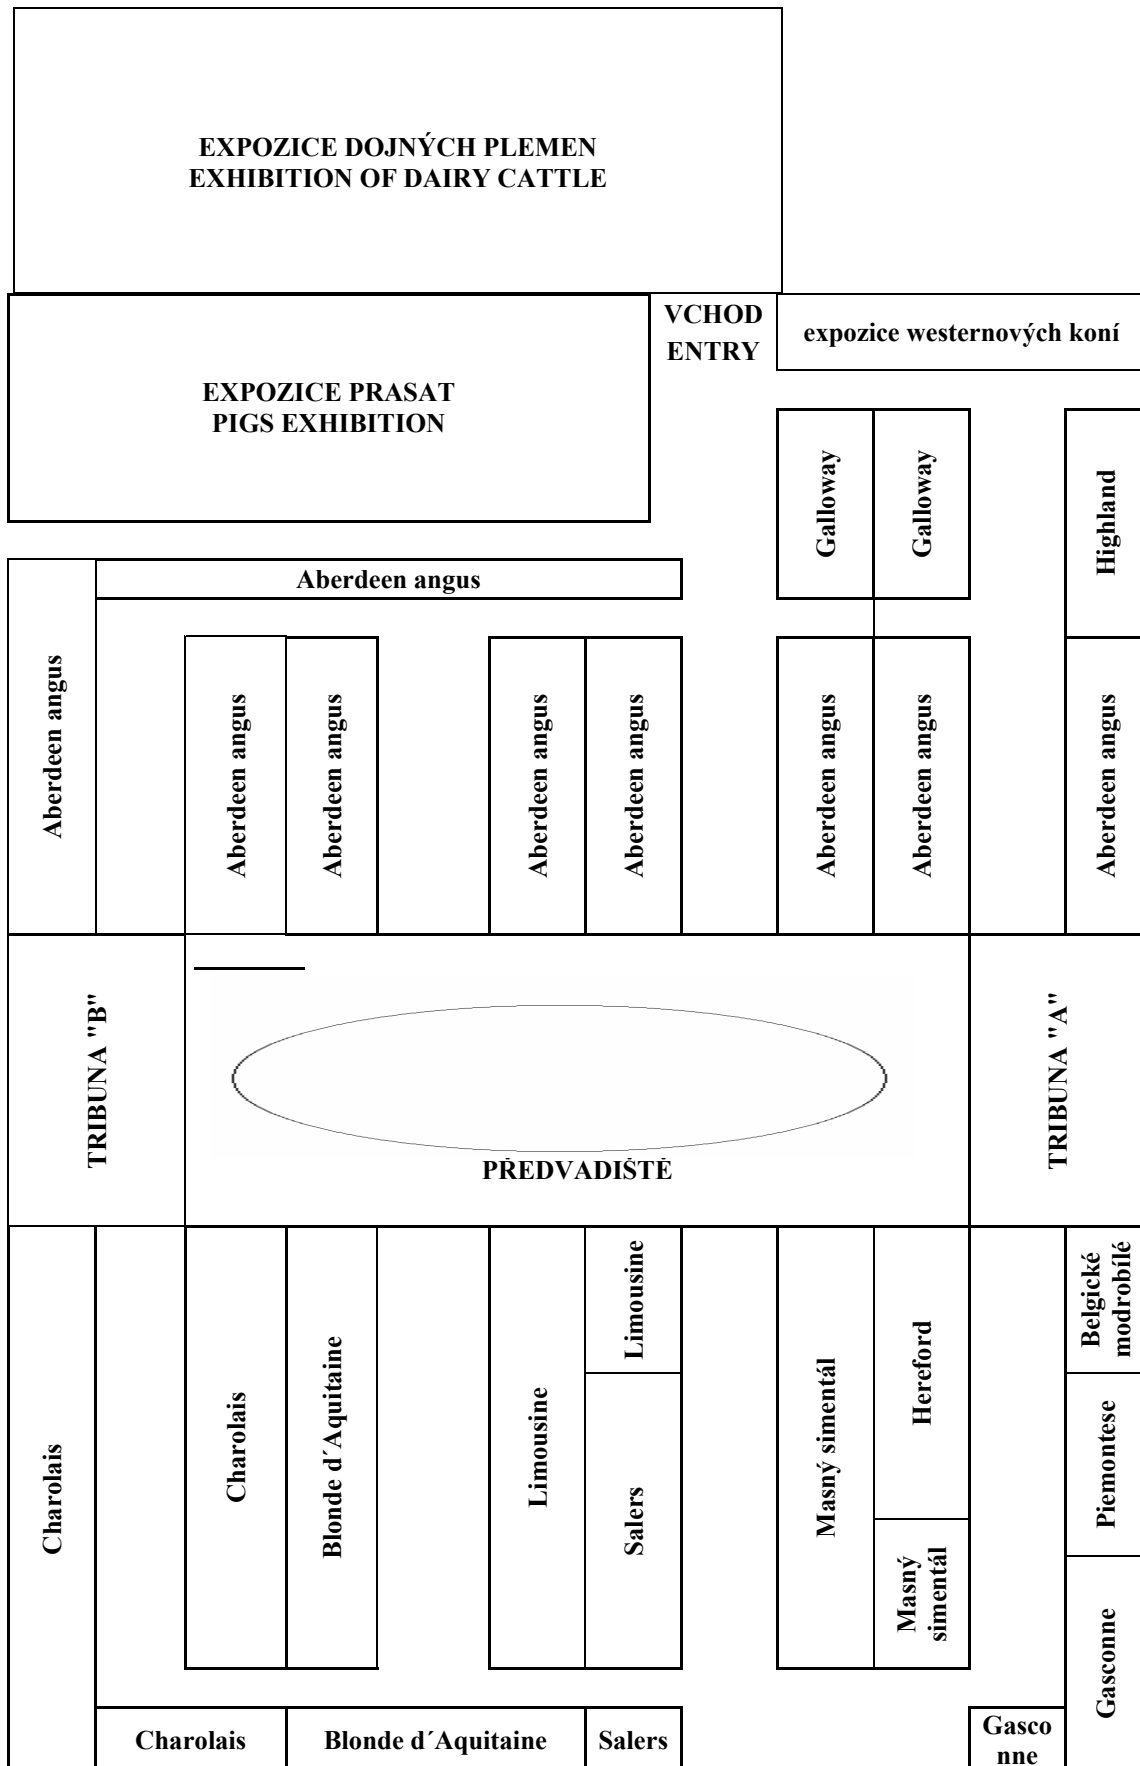 EXPOZICE DOJNÝCH PLEMEN
EXHIBITION OF DAIRY CATTLE
VCHOD
ENTRY
expozice westernových koní
EXPOZICE PRASAT
PIGS EXHIBITION
Galloway
Galloway
Highland
Aberdeen angus
Aberdeen angus
Aberdeen angus
Aberdeen angus
Aberdeen angus
Aberdeen angus
Aberdeen angus
Aberdeen angus
Aberdeen angus
TRIBUNA "B"
PŘEDVADIŠTĚ
TRIBUNA "A"
Charolais
Charolais
Blonde d´Aquitaine
Limousine
Limousine
Salers
Masný simentál
Hereford
Masný
simentál
Belgické
modrobílé
Piemontese
Gasconne
Charolais
Blonde d´Aquitaine
Salers
Gasco
nne